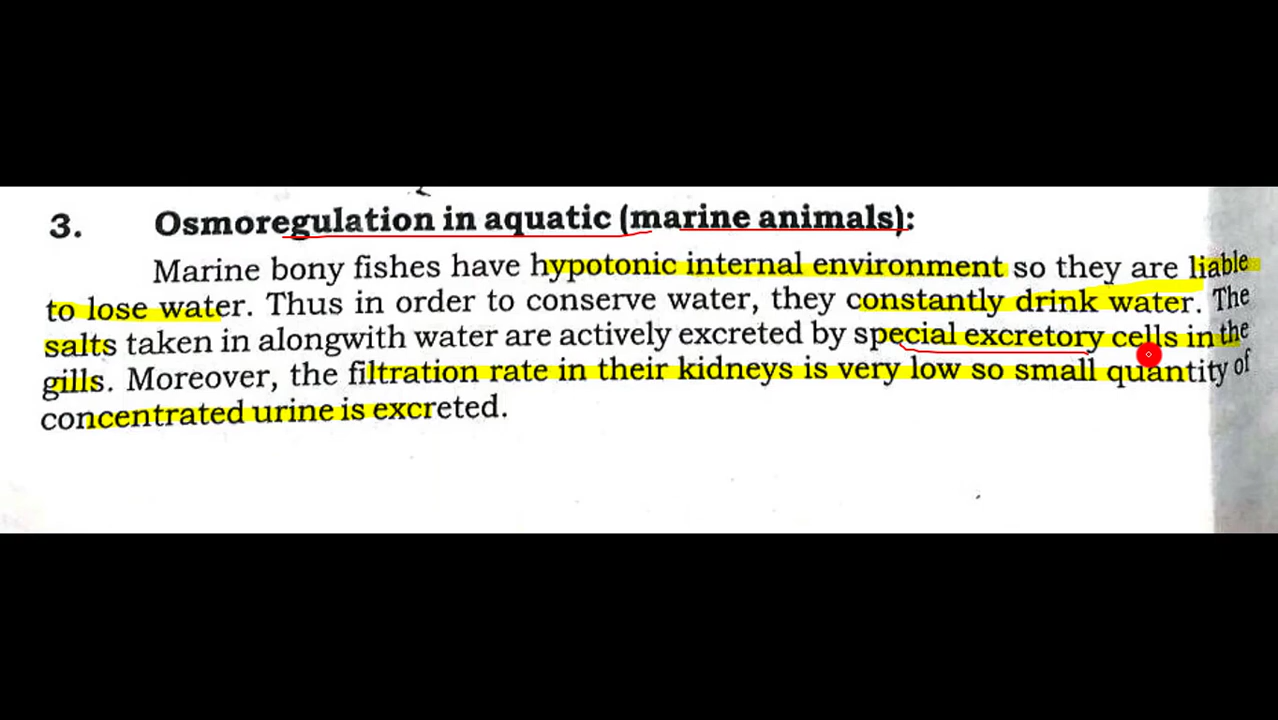 3. Osmoregulation in aquatic (marine animals):
Marine bony fishes have hypotonic internal environment so they are liable
to lose water. Thus in order to conserve water, they constantly drink water. The
salts taken in alongwith water are actively excreted by special excretory cells in the
gills. Moreover, the filtration rate in their kidneys is very low so small quantity of
concentrated urine is excreted.